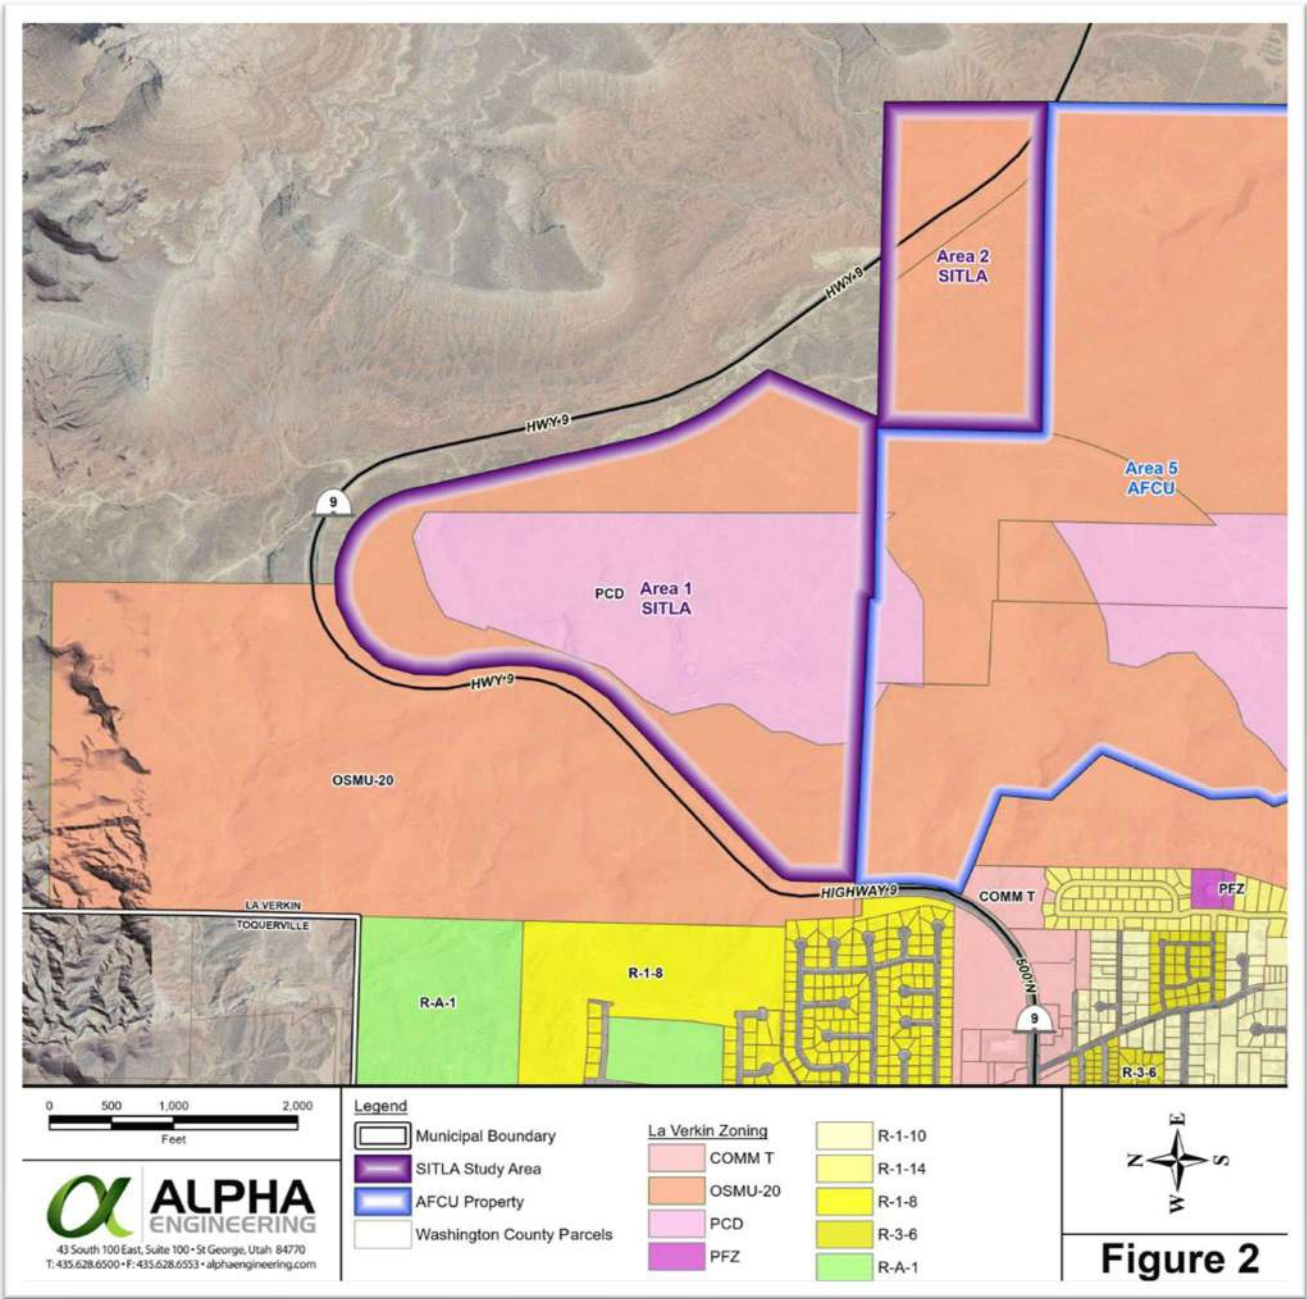 Area 2
SITLA
HWY 9
HWY 9
Area 5
AFCU
9
PCD
Area 1
SITLA
HWY 9
OSMU-20
HIGHWAY 9
COMM T
PFZ
LA VERKIN
TOQUERVILLE
R-1-8
500 N
R-A-1
9
R-3-6
0 500 1,000 2,000
Feet
ALPHA
ENGINEERING
43 South 100 East, Suite 100 • St George, Utah 84770
T: 435.628.6500 • F: 435.628.6553 • alphaengineering.com
Legend
Municipal Boundary
SITLA Study Area
AFCU Property
Washington County Parcels
La Verkin Zoning
COMM T
OSMU-20
PCD
PFZ
R-1-10
R-1-14
R-1-8
R-3-6
R-A-1
E
N
S
W
Figure 2